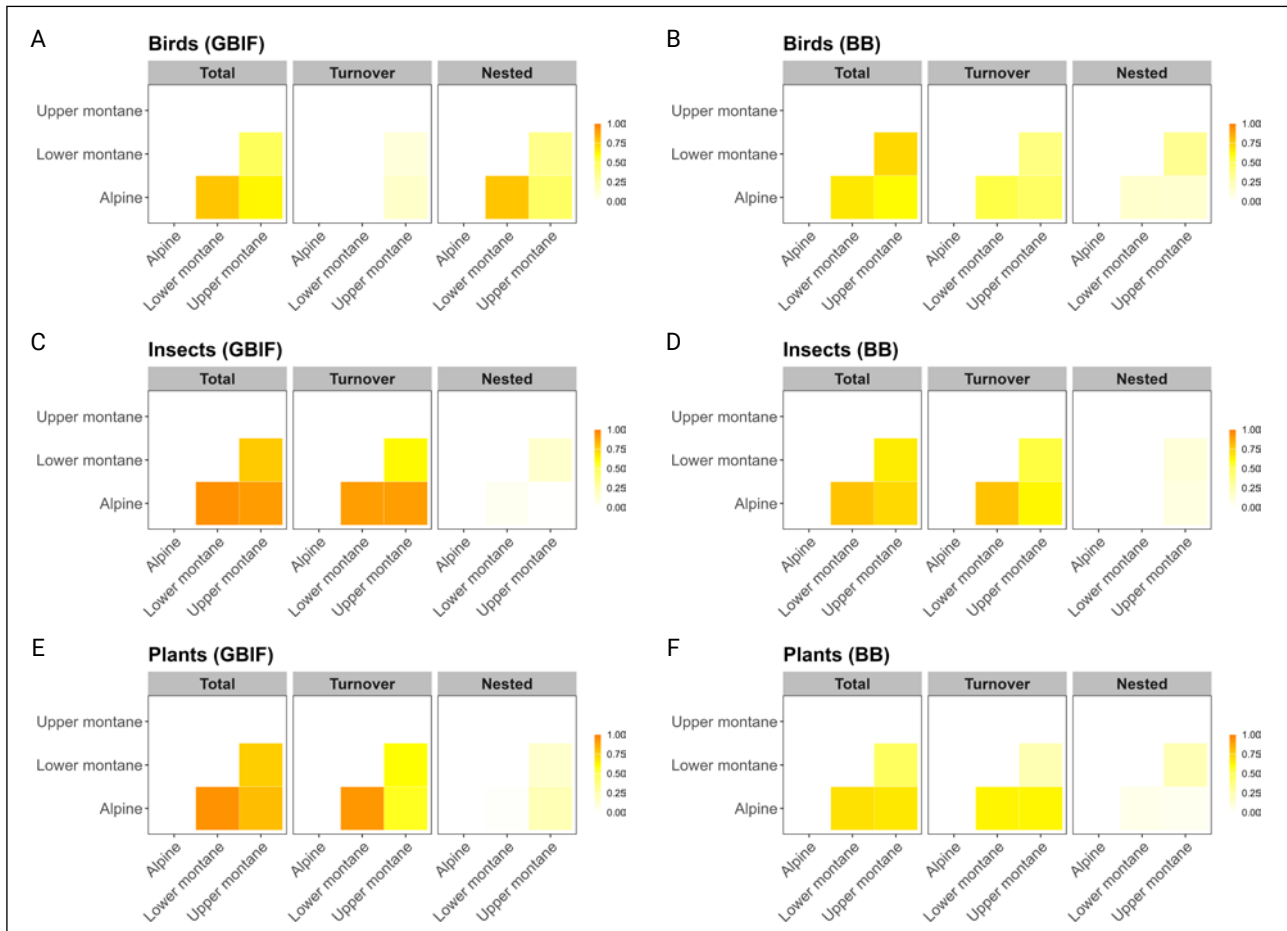 A
Birds (GBIF)
Total Turnover Nested
Upper montane
Lower montane
Alpine
1.00
0.75
0.50
0.25
0.00
Alpine
Lower montane
Upper montane
Alpine
Lower montane
Upper montane
Alpine
Lower montane
Upper montane
B
Birds (BB)
Total Turnover Nested
Upper montane
Lower montane
Alpine
1.00
0.75
0.50
0.25
0.00
Alpine
Lower montane
Upper montane
Alpine
Lower montane
Upper montane
Alpine
Lower montane
Upper montane
C
Insects (GBIF)
Total Turnover Nested
Upper montane
Lower montane
Alpine
1.00
0.75
0.50
0.25
0.00
Alpine
Lower montane
Upper montane
Alpine
Lower montane
Upper montane
Alpine
Lower montane
Upper montane
D
Insects (BB)
Total Turnover Nested
Upper montane
Lower montane
Alpine
1.00
0.75
0.50
0.25
0.00
Alpine
Lower montane
Upper montane
Alpine
Lower montane
Upper montane
Alpine
Lower montane
Upper montane
E
Plants (GBIF)
Total Turnover Nested
Upper montane
Lower montane
Alpine
1.00
0.75
0.50
0.25
0.00
Alpine
Lower montane
Upper montane
Alpine
Lower montane
Upper montane
Alpine
Lower montane
Upper montane
F
Plants (BB)
Total Turnover Nested
Upper montane
Lower montane
Alpine
1.00
0.75
0.50
0.25
0.00
Alpine
Lower montane
Upper montane
Alpine
Lower montane
Upper montane
Alpine
Lower montane
Upper montane